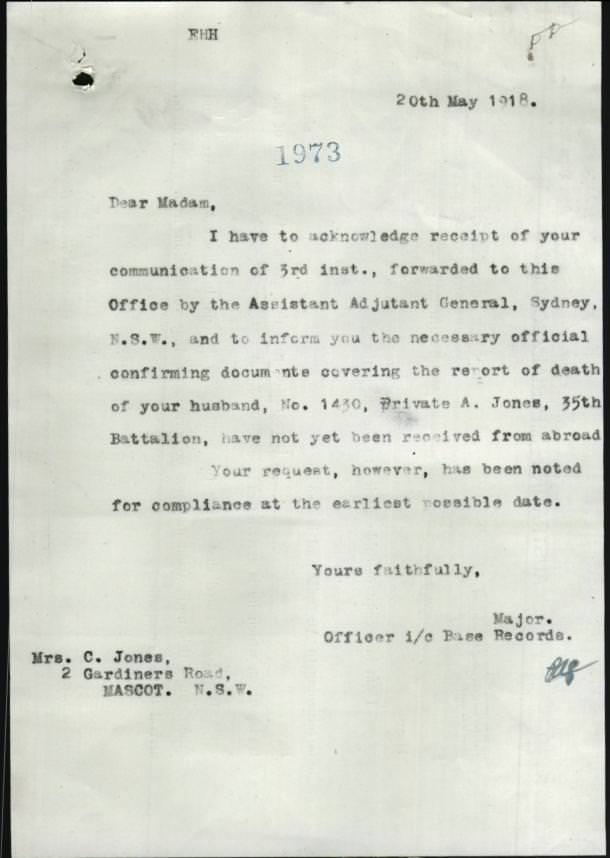 EHH
20th May 1918.
1973
Dear Madam,
I have to acknowledge receipt of your
communication of 3rd inst., forwarded to this
Office by the Assistant Adjutant General, Sydney,
N.S.W., and to inform you the necessary official
confirming documents covering the report of death
of your husband, No. 1430, Private A. Jones, 35th
Battalion, have not yet been received from abroad
Your request, however, has been noted
for compliance at the earliest possible date.
Yours faithfully,
Major.
Officer i/c Base Records.
Mrs. C. Jones,
2 Gardiners Road,
MASCOT. N.S.W.